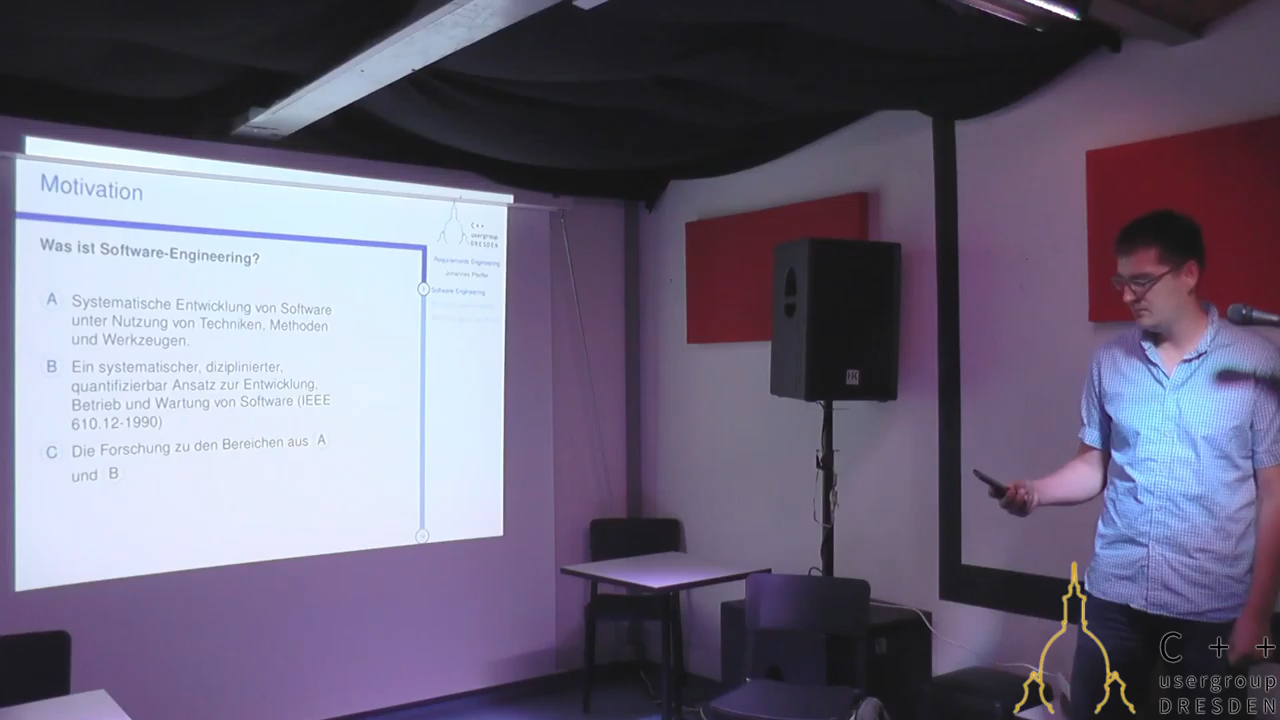 Motivation
Was ist Software-Engineering?
A Systematische Entwicklung von Software
unter Nutzung von Techniken, Methoden
und Werkzeugen.
B Ein systematischer, diziplinierter,
quantifizierbar Ansatz zur Entwicklung,
Betrieb und Wartung von Software (IEEE
610.12-1990)
C Die Forschung zu den Bereichen aus A
und B
C++
usergroup
DRESDEN
Requirements Engineering
Johannes Pfeifer
Software Engineering
C++
usergroup
DRESDEN